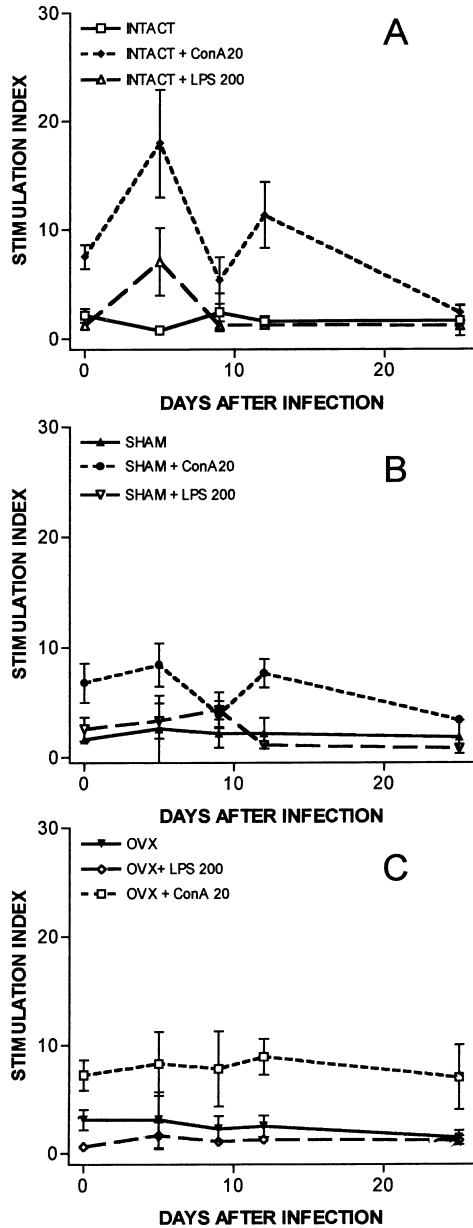 30
INTACT
A
INTACT + ConA20
INTACT + LPS 200
20
STIMULATION INDEX
10
0
0 10 20
DAYS AFTER INFECTION
30
SHAM
B
SHAM + ConA20
SHAM + LPS 200
20
STIMULATION INDEX
10
0
0 10 20
DAYS AFTER INFECTION
30
OVX
C
OVX+ LPS 200
OVX + ConA 20
20
STIMULATION INDEX
10
0
0 10 20
DAYS AFTER INFECTION